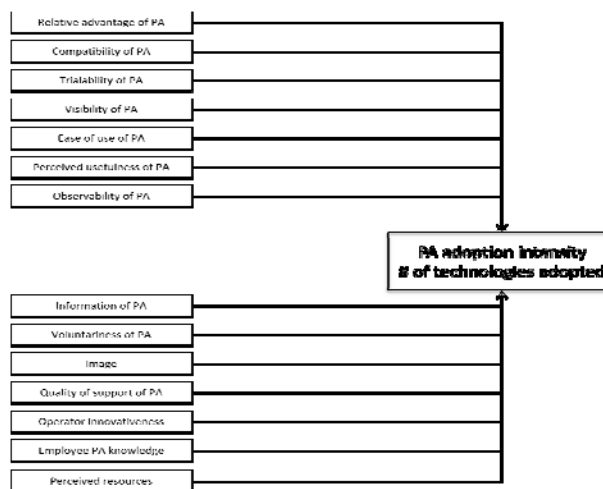 Relative advantage of PA
Compatibility of PA
Trialability of PA
Visibility of PA
Ease of use of PA
Perceived usefulness of PA
Observability of PA
PA adoption intensity
# of technologies adopted
Information of PA
Voluntariness of PA
Image
Quality of support of PA
Operator Innovativeness
Employee PA knowledge
Perceived resources